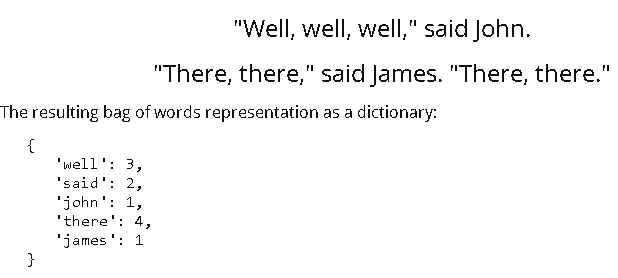 "Well, well, well," said John.
"There, there," said James. "There, there."
The resulting bag of words representation as a dictionary:
{
'well': 3,
'said': 2,
'john': 1,
'there': 4,
'james': 1
}